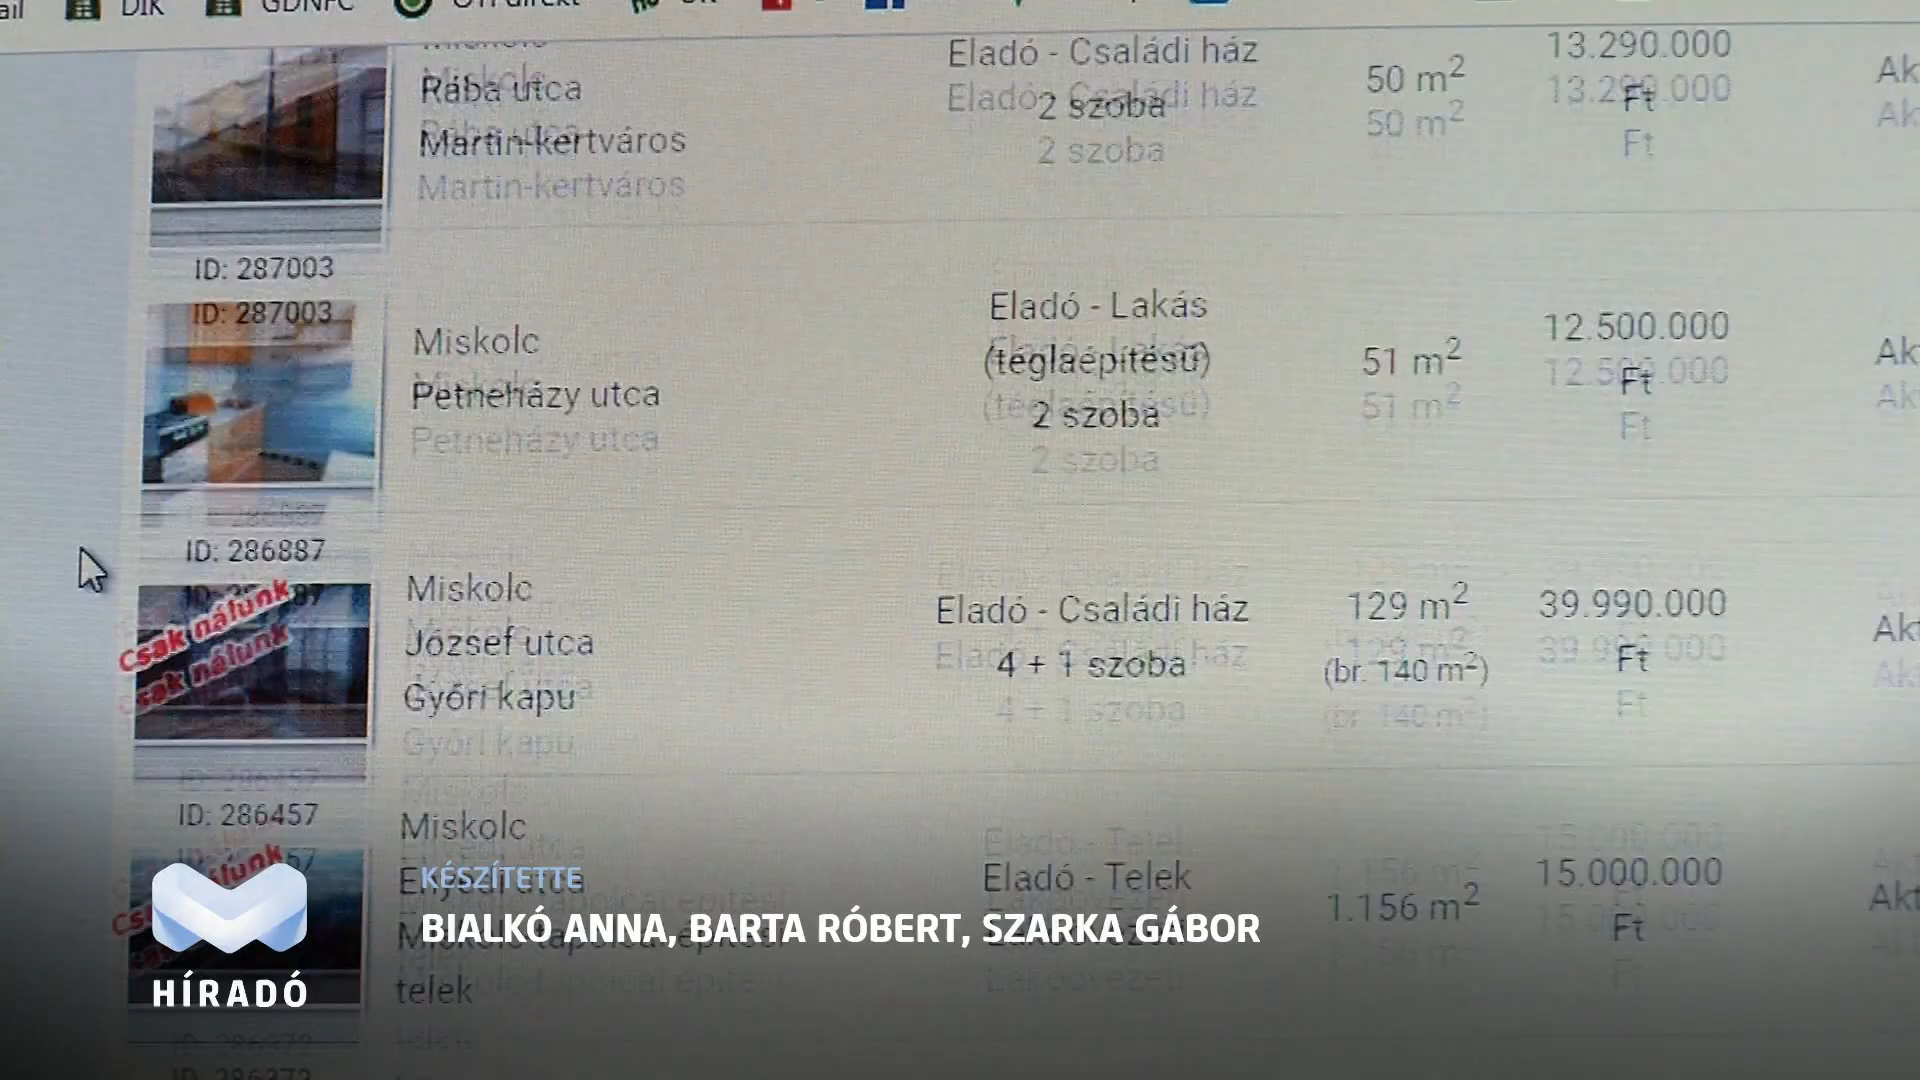 DIK
GDNFC
Rába utca
Martin-kertváros
Eladó - Családi ház
2 szoba
50 m²
13.290.000
Ft
ID: 287003
Miskolc
Petneházy utca
Eladó - Lakás
(téglaépítésű)
2 szoba
51 m²
12.500.000
Ft
ID: 286887
Csak nálunk
Miskolc
József utca
Győri kapu
Eladó - Családi ház
4 + 1 szoba
129 m²
(br. 140 m²)
39.990.000
Ft
ID: 286457
Miskolc
Enyedi utca
telek
Eladó - Telek
1.156 m²
15.000.000
Ft
KÉSZÍTETTE
BIALKÓ ANNA, BARTA RÓBERT, SZARKA GÁBOR
HÍRADÓ